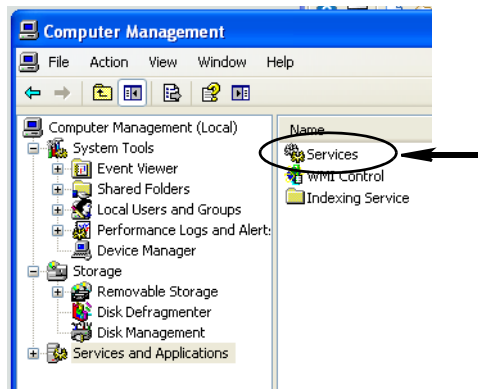 Computer Management
File Action View Window Help
Computer Management (Local)
System Tools
Event Viewer
Shared Folders
Local Users and Groups
Performance Logs and Alert:
Device Manager
Storage
Removable Storage
Disk Defragmenter
Disk Management
Services and Applications
Name
Services
WMI Control
Indexing Service